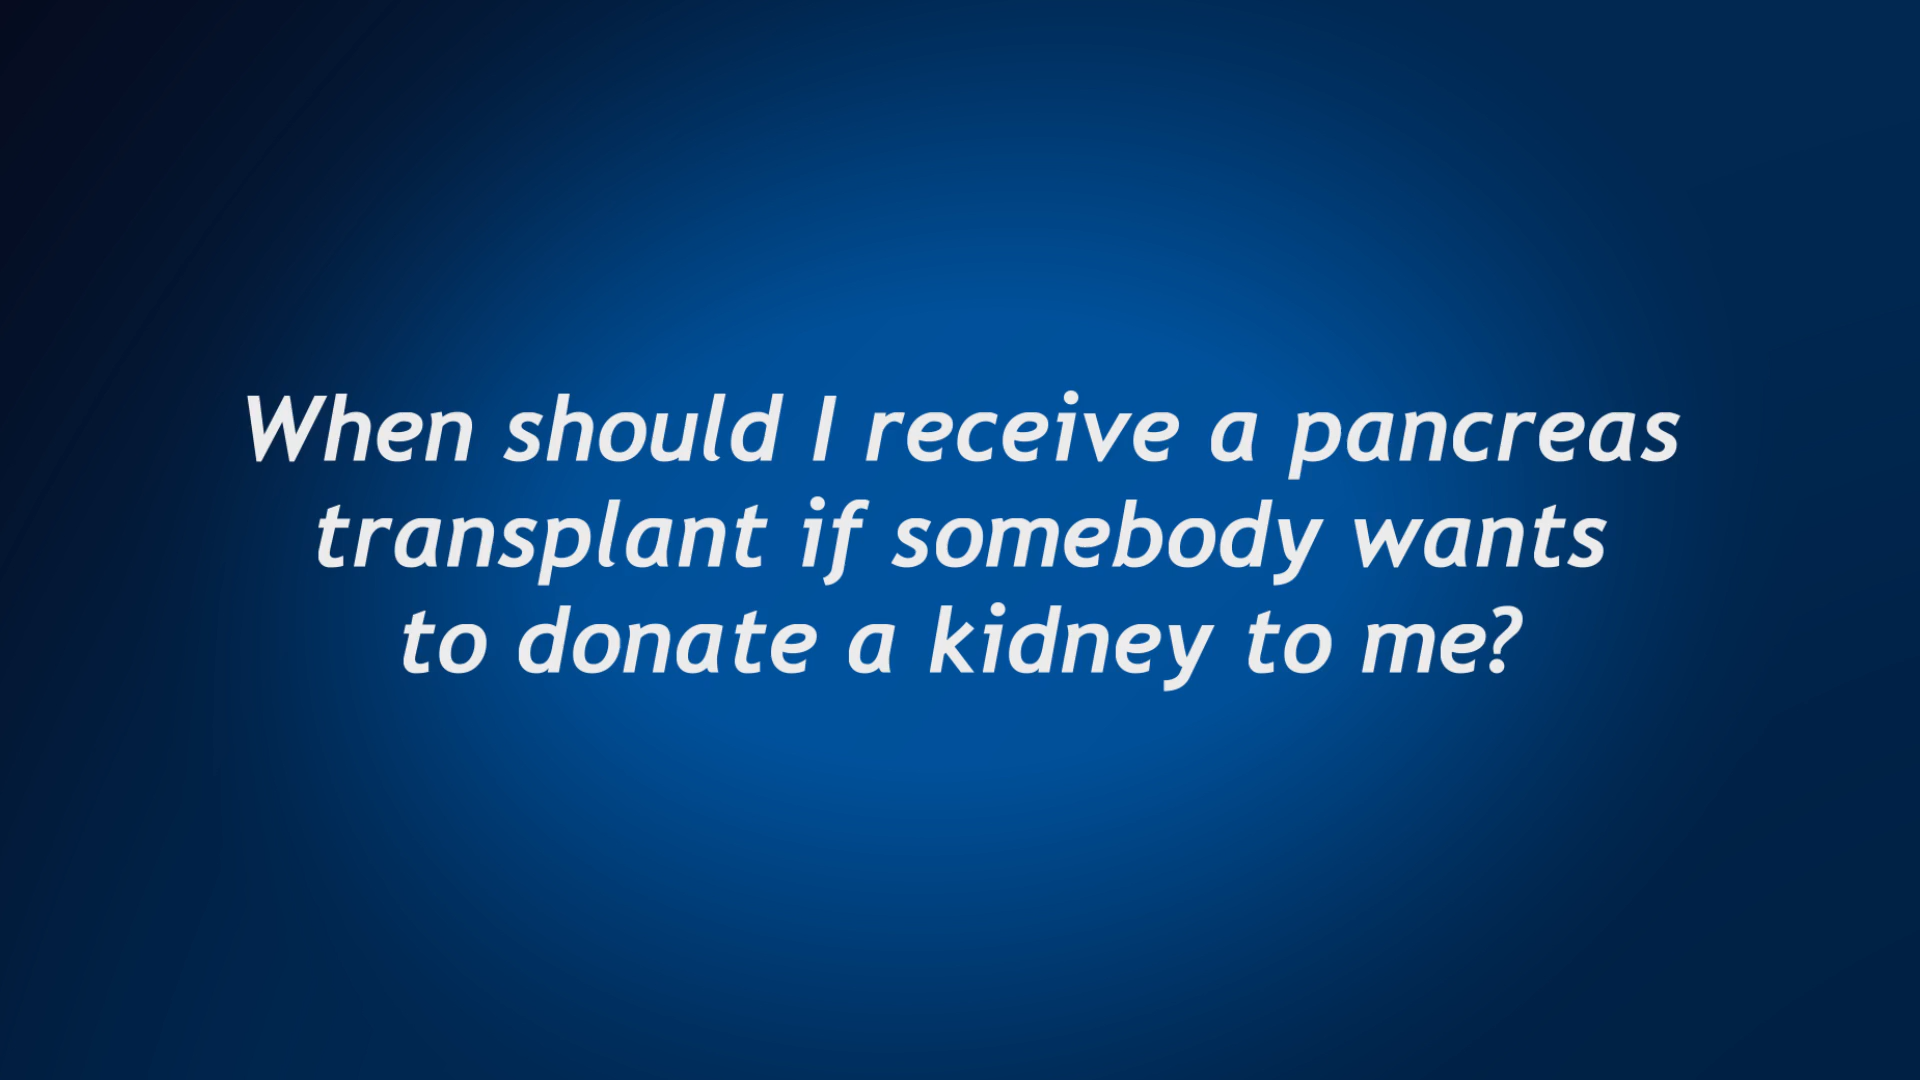 When should I receive a pancreas
transplant if somebody wants
to donate a kidney to me?